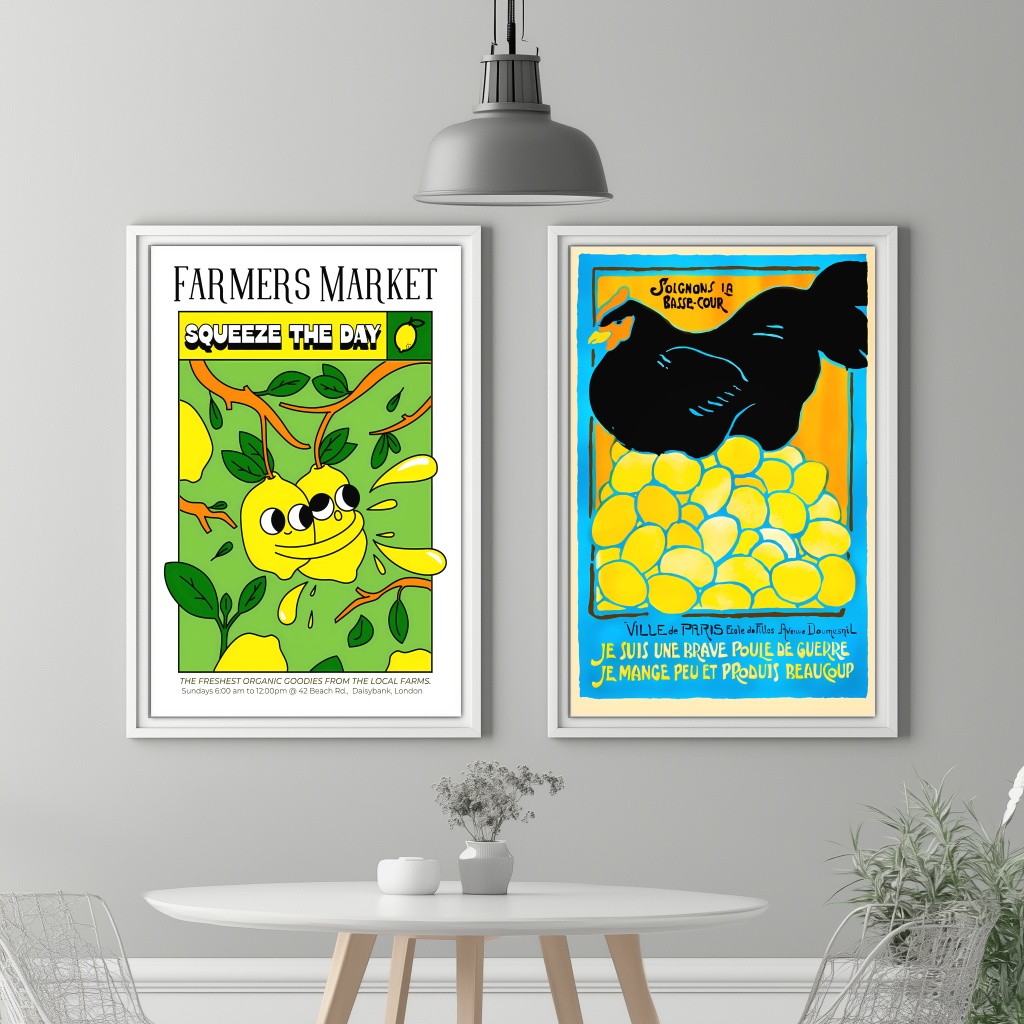 FARMERS MARKET
SQUEEZE THE DAY
THE FRESHEST ORGANIC GOODIES FROM THE LOCAL FARMS.
Sundays 6:00 am to 12:00pm @ 42 Beach Rd., Daisybank, London
SOIGNONS LA
BASSE-COUR
VILLE de PARIS Ecole de Filles Avenue Daumesnil
JE SUIS UNE BRAVE POULE DE GUERRE
JE MANGE PEU ET PRODUIS BEAUCOUP